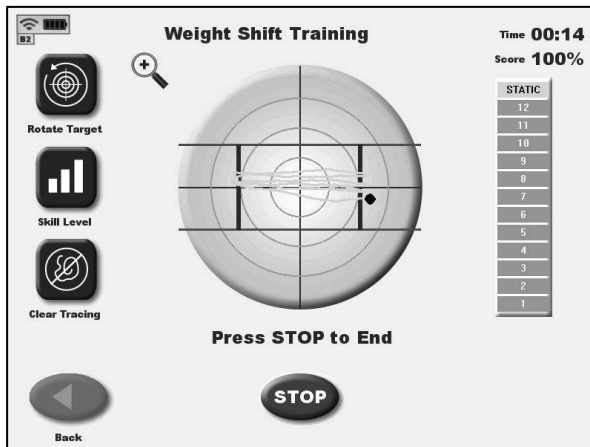 B2
Weight Shift Training
Time 00:14
Score 100%
Rotate Target
Skill Level
Clear Tracing
STATIC
12
11
10
9
8
7
6
5
4
3
2
1
Press STOP to End
STOP
Back